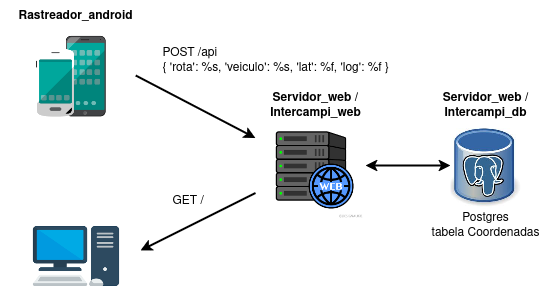 Rastreador_android
POST /api
{ 'rota': %s, 'veiculo': %s, 'lat': %f, 'log': %f }
Servidor_web /
Intercampi_web
Servidor_web /
Intercampi_db
WEB
GET /
Postgres
tabela Coordenadas